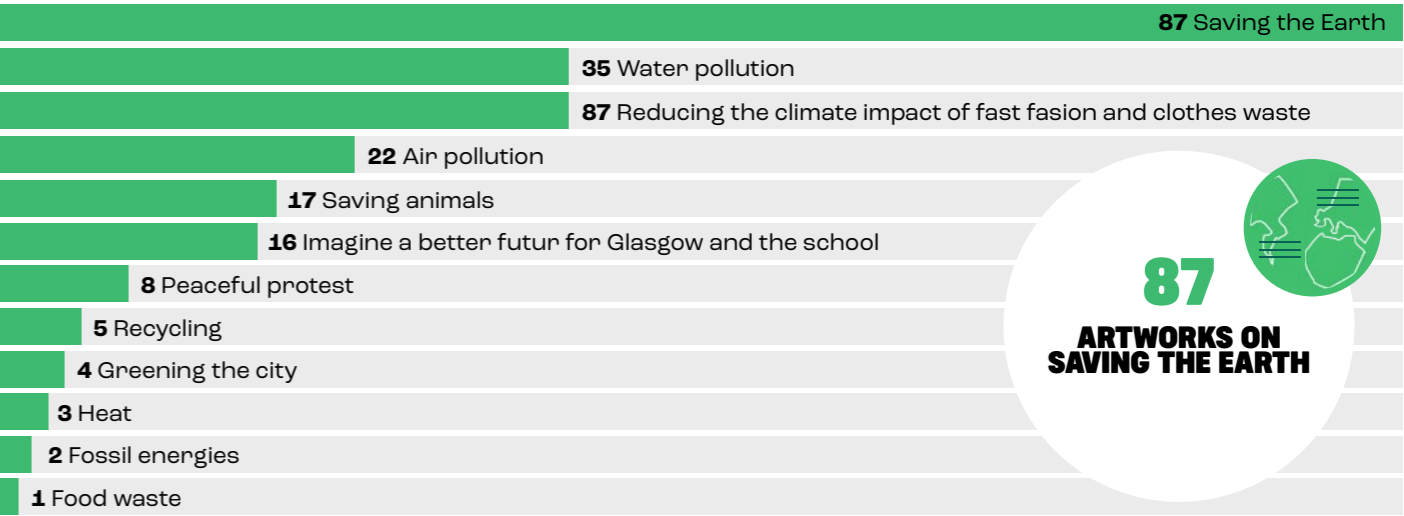 87 Saving the Earth
35 Water pollution
87 Reducing the climate impact of fast fasion and clothes waste
22 Air pollution
17 Saving animals
16 Imagine a better futur for Glasgow and the school
8 Peaceful protest
5 Recycling
4 Greening the city
3 Heat
2 Fossil energies
1 Food waste
87
ARTWORKS ON
SAVING THE EARTH